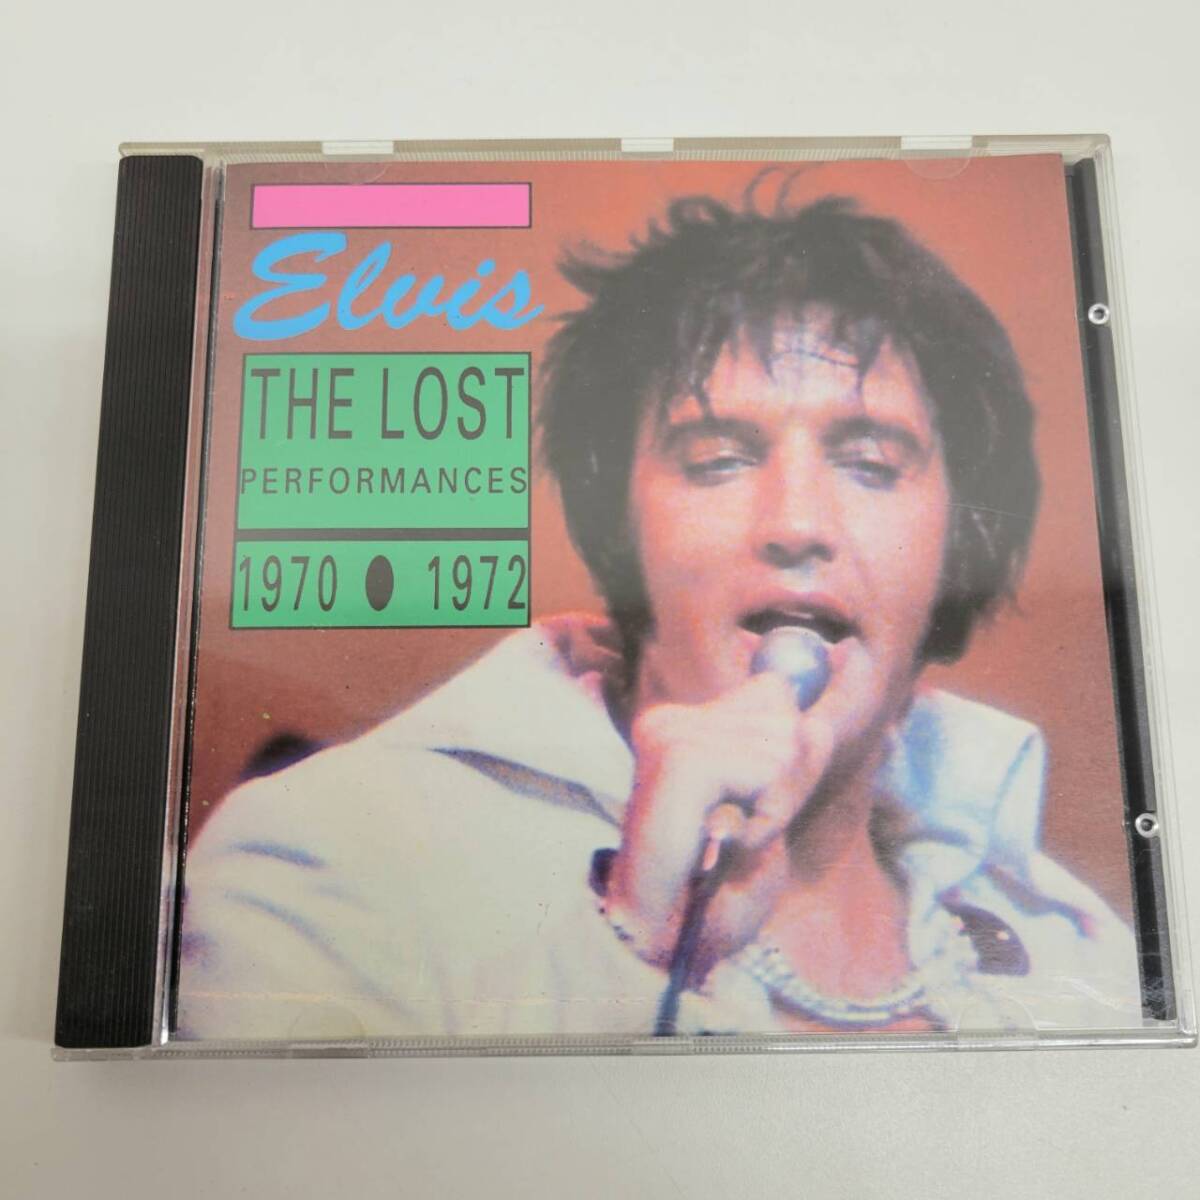 Elvis
THE LOST
PERFORMANCES
1970 ● 1972